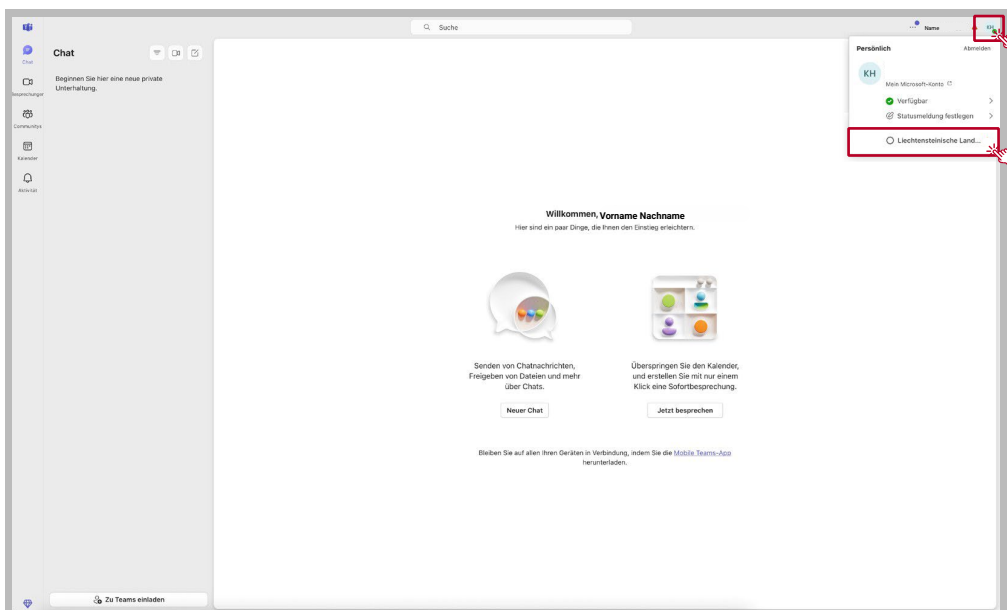 Suche
... Name
KH
Chat
Chat
Besprechungen
Communitys
Kalender
Aktivität
Beginnen Sie hier eine neue private
Unterhaltung.
Persönlich
Abmelden
KH
Mein Microsoft-Konto
Verfügbar
Statusmeldung festlegen
Liechtensteinische Land...
Willkommen, Vorname Nachname
Hier sind ein paar Dinge, die Ihnen den Einstieg erleichtern.
Senden von Chatnachrichten,
Freigeben von Dateien und mehr
über Chats.
Neuer Chat
Überspringen Sie den Kalender,
und erstellen Sie mit nur einem
Klick eine Sofortbesprechung.
Jetzt besprechen
Bleiben Sie auf allen Ihren Geräten in Verbindung, indem Sie die Mobile Teams-App
herunterladen.
Zu Teams einladen